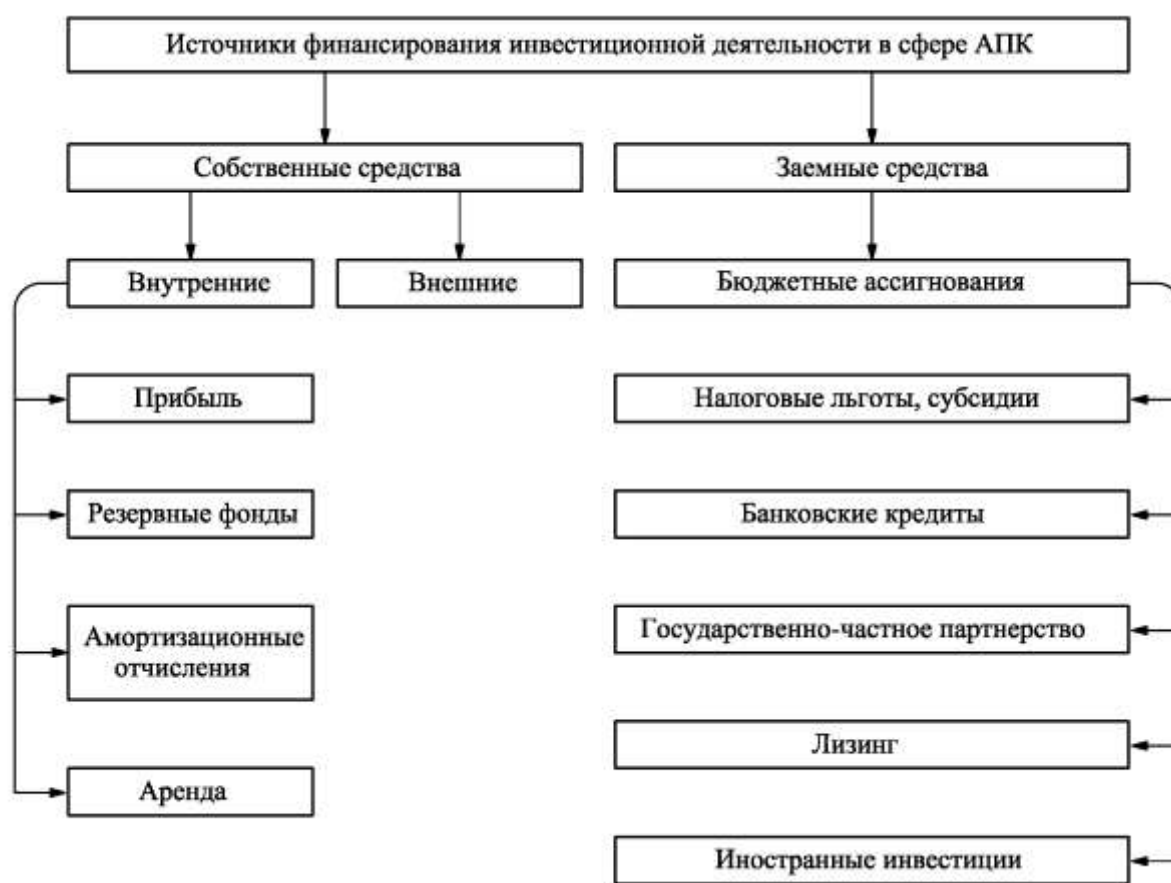 Источники финансирования инвестиционной деятельности в сфере АПК
Собственные средства
Заемные средства
Внутренние
Внешние
Бюджетные ассигнования
Прибыль
Налоговые льготы, субсидии
Резервные фонды
Банковские кредиты
Амортизационные
отчисления
Государственно-частное партнерство
Лизинг
Аренда
Иностранные инвестиции